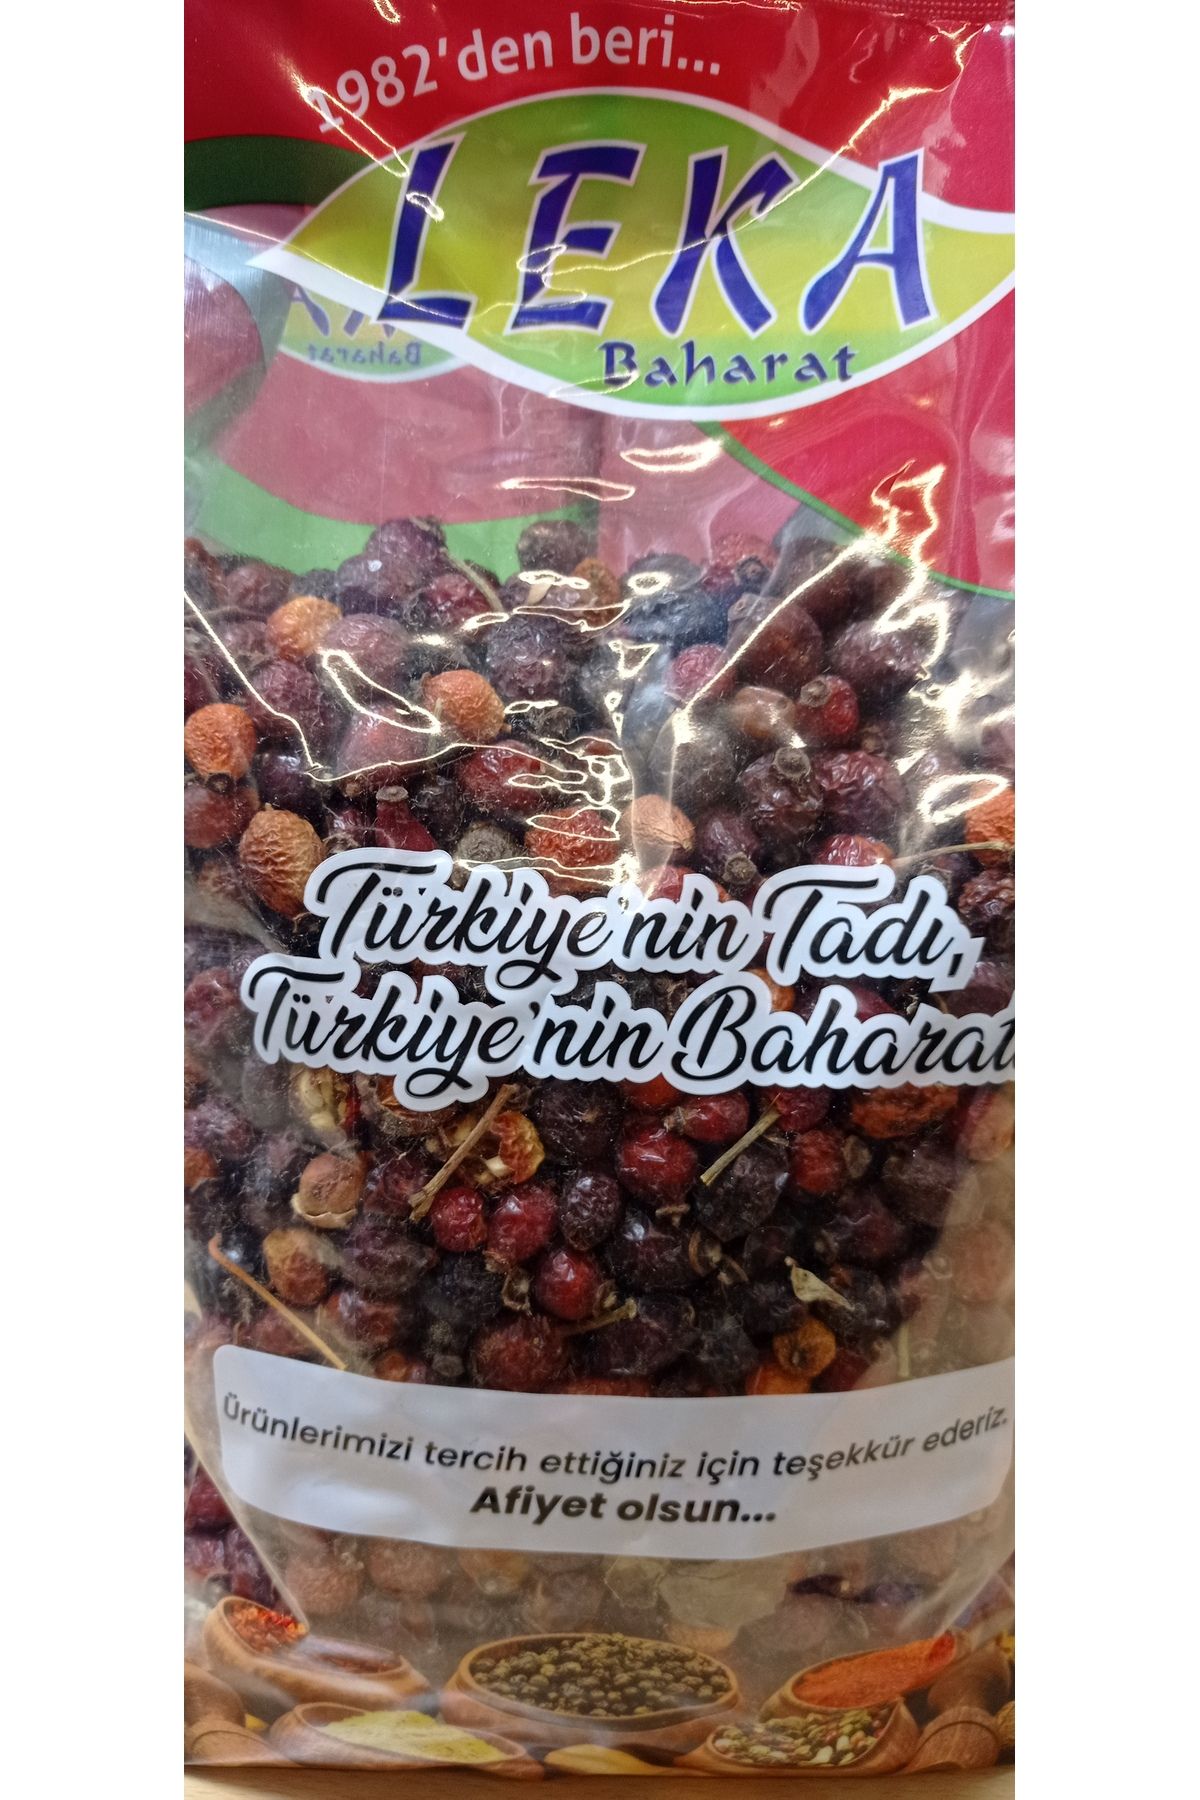 1982'den beri...
LEKA
Baharat
Baharat
Türkiye'nin Tadı,
Türkiye'nin Baharatı
Ürünlerimizi tercih ettiğiniz için teşekkür ederiz.
Afiyet olsun...